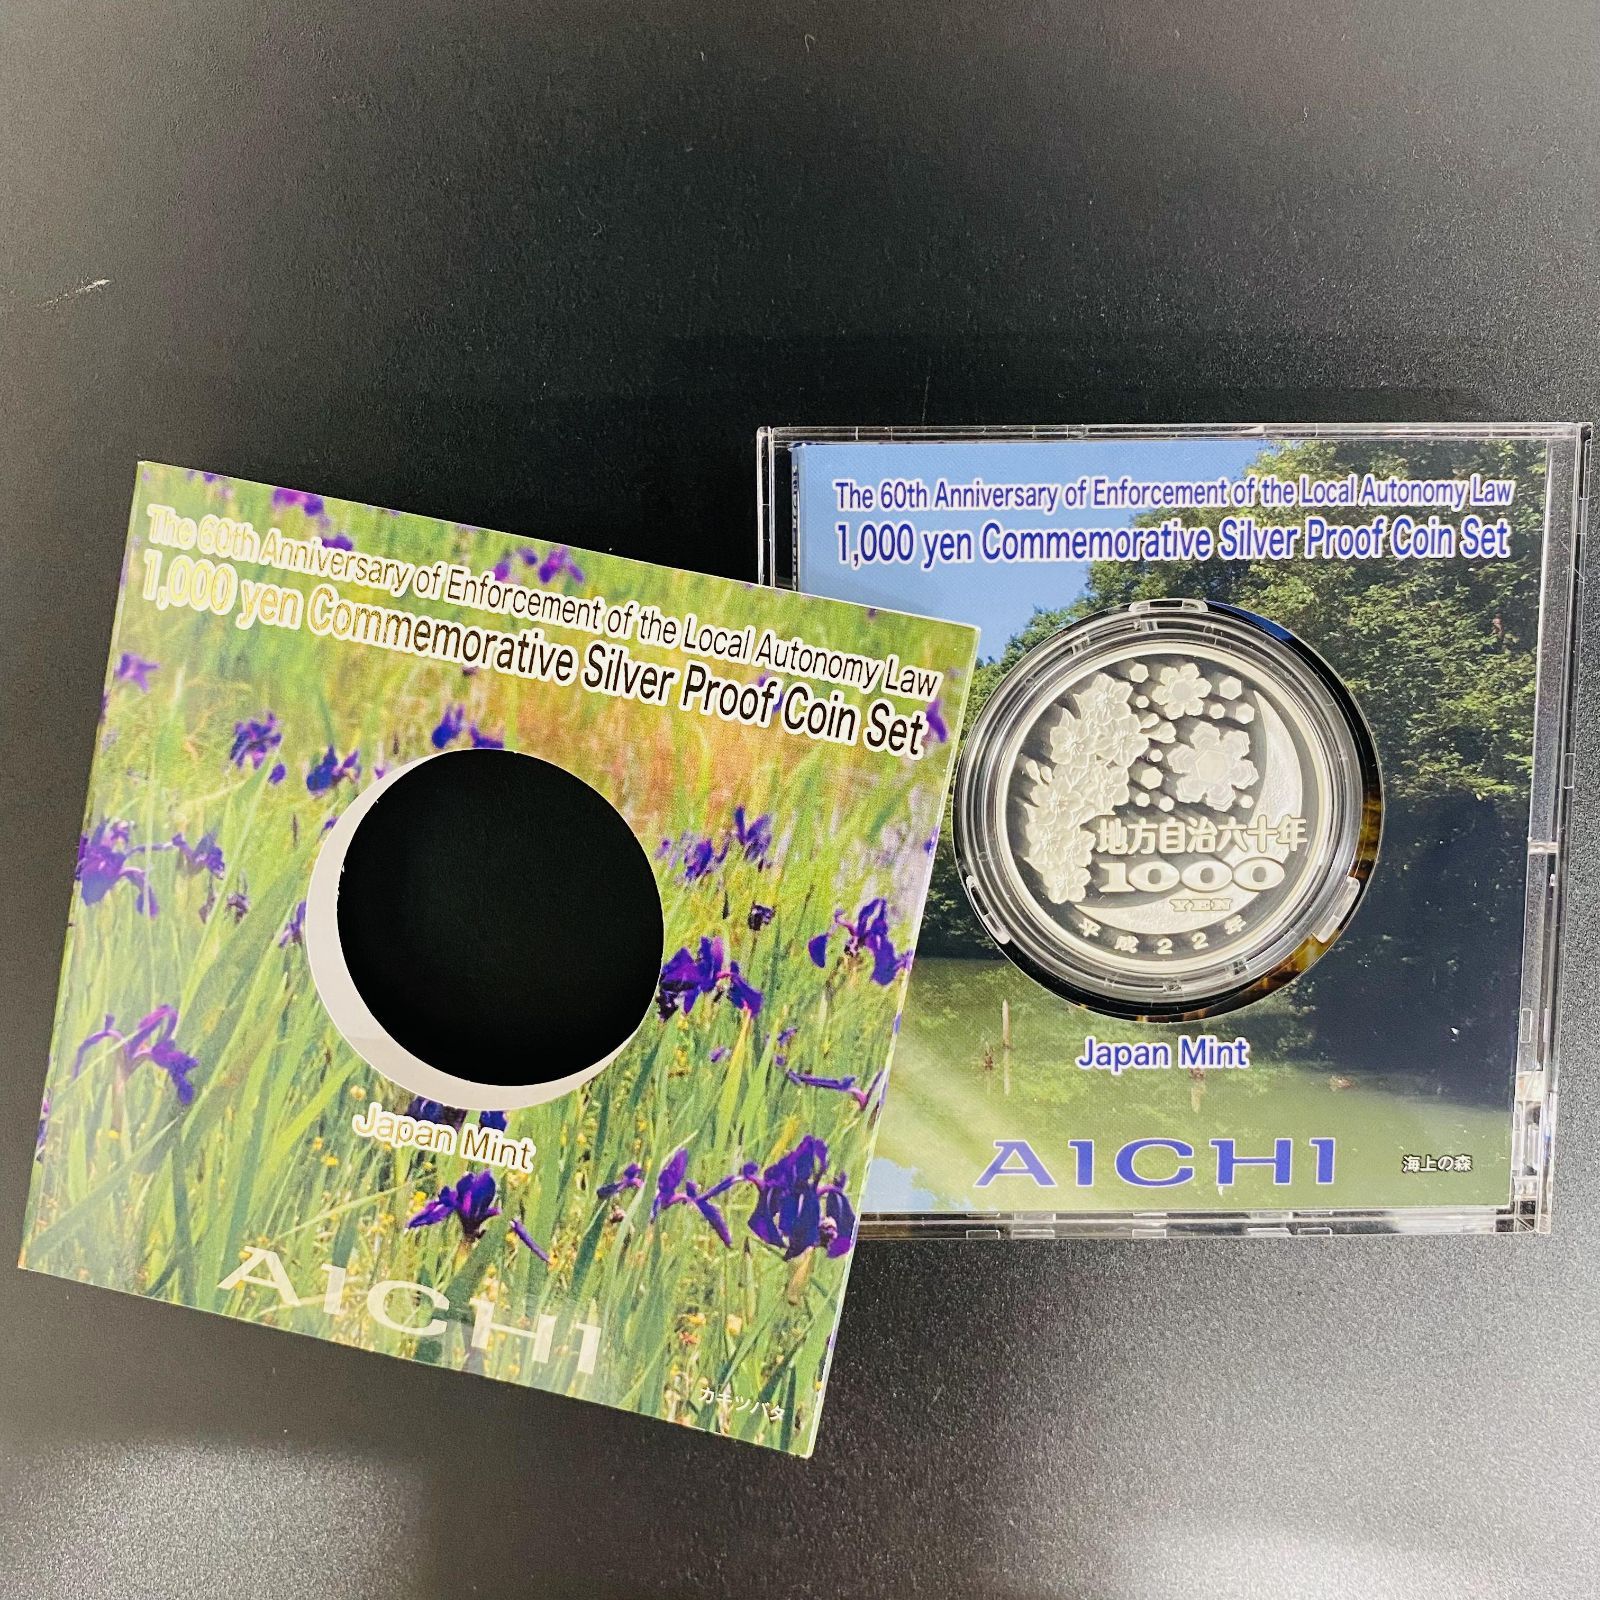 The 60th Anniversary of Enforcement of the Local Autonomy Law
1,000 yen Commemorative Silver Proof Coin Set
Japan Mint
AICHI
カキツバタ
The 60th Anniversary of Enforcement of the Local Autonomy Law
1,000 yen Commemorative Silver Proof Coin Set
地方自治六十年
1000
YEN
平成22年
Japan Mint
AICHI
海上の森